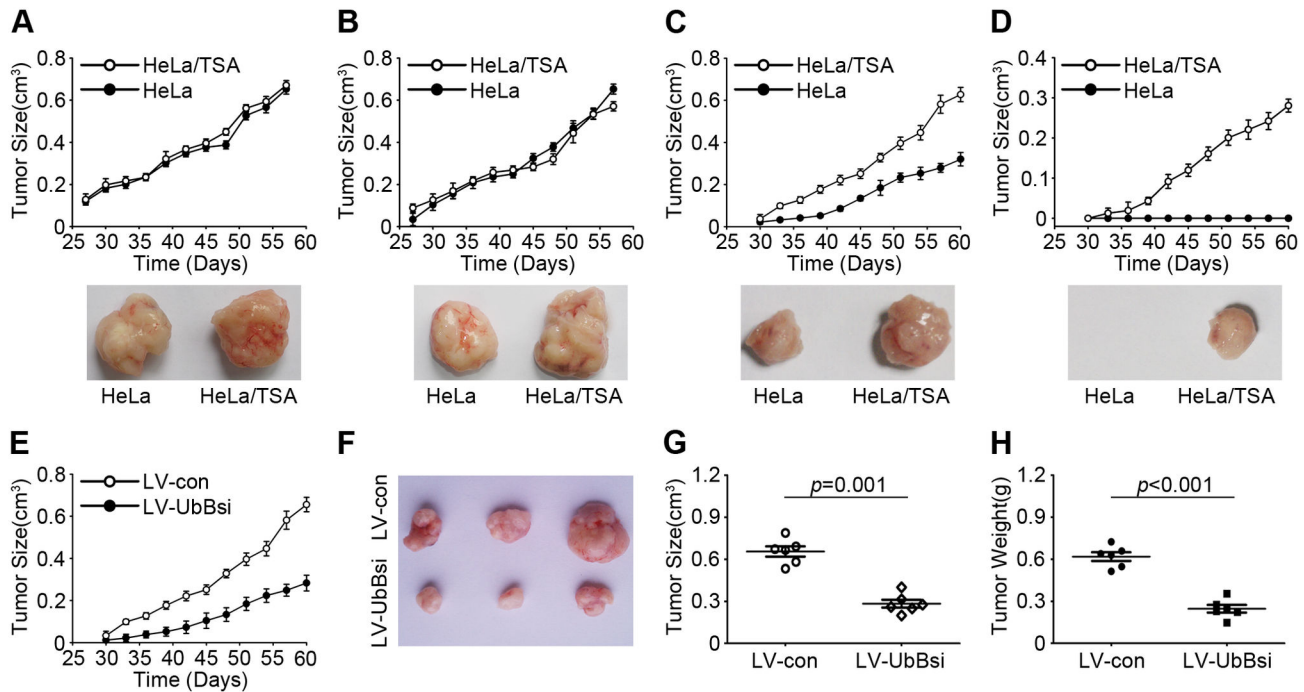 A
Tumor Size(cm³)
0.8
0.6
0.4
0.2
0
HeLa/TSA
HeLa
25 30 35 40 45 50 55 60
Time (Days)
HeLa HeLa/TSA
B
Tumor Size(cm³)
0.8
0.6
0.4
0.2
0
HeLa/TSA
HeLa
25 30 35 40 45 50 55 60
Time (Days)
HeLa HeLa/TSA
C
Tumor Size(cm³)
0.8
0.6
0.4
0.2
0
HeLa/TSA
HeLa
25 30 35 40 45 50 55 60
Time (Days)
HeLa HeLa/TSA
D
Tumor Size(cm³)
0.4
0.3
0.2
0.1
0
HeLa/TSA
HeLa
25 30 35 40 45 50 55 60
Time (Days)
HeLa HeLa/TSA
E
Tumor Size(cm³)
0.8
0.6
0.4
0.2
0
LV-con
LV-UbBsi
25 30 35 40 45 50 55 60
Time (Days)
F
LV-con
LV-UbBsi
G
Tumor Size(cm³)
1.2
0.9
0.6
0.3
0
p=0.001
LV-con LV-UbBsi
H
Tumor Weight(g)
1.2
0.9
0.6
0.3
0
p<0.001
LV-con LV-UbBsi